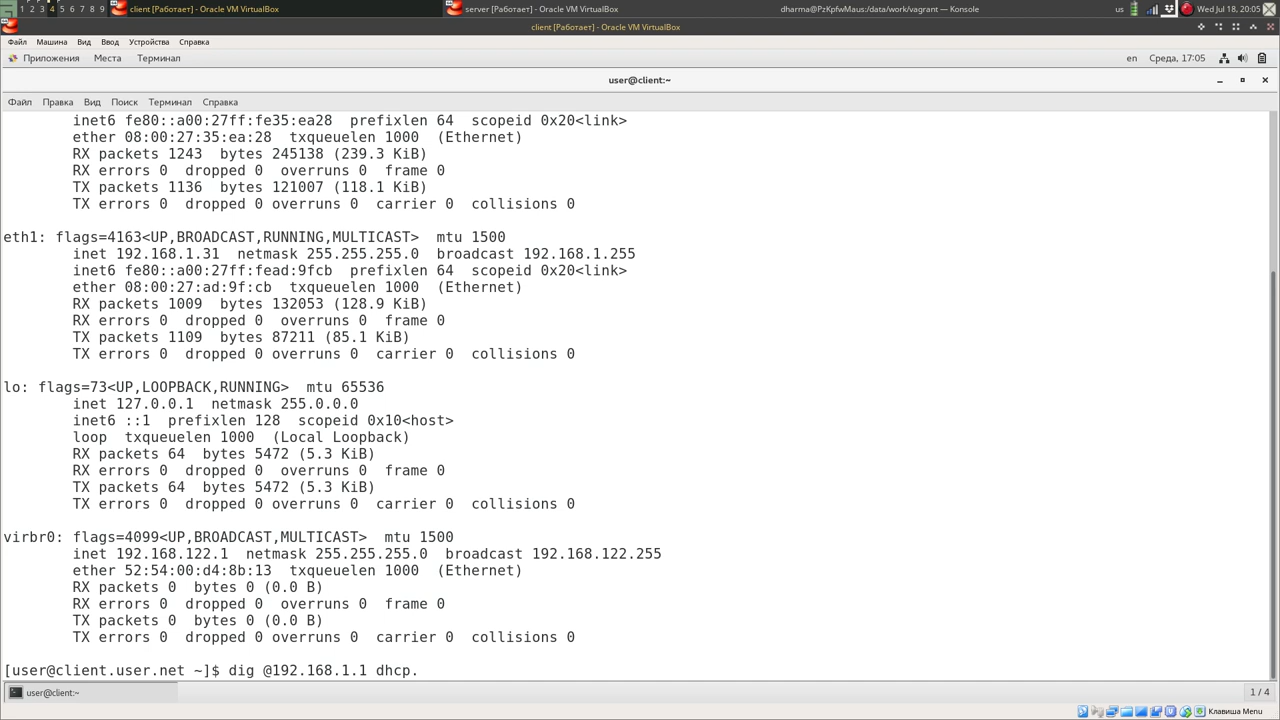 1 2 3 4 5 6 7 8 9 client [Работает] - Oracle VM VirtualBox server [Работает] - Oracle VM VirtualBox dharma@PzKpfwMaus:/data/work/vagrant — Konsole us Wed Jul 18, 20:05
client [Работает] - Oracle VM VirtualBox
Файл Машина Вид Ввод Устройства Справка
Приложения Места Терминал en Среда, 17:05
user@client:~
Файл Правка Вид Поиск Терминал Справка
inet6 fe80::a00:27ff:fe35:ea28 prefixlen 64 scopeid 0x20<link>
ether 08:00:27:35:ea:28 txqueuelen 1000 (Ethernet)
RX packets 1243 bytes 245138 (239.3 KiB)
RX errors 0 dropped 0 overruns 0 frame 0
TX packets 1136 bytes 121007 (118.1 KiB)
TX errors 0 dropped 0 overruns 0 carrier 0 collisions 0
eth1: flags=4163<UP,BROADCAST,RUNNING,MULTICAST> mtu 1500
inet 192.168.1.31 netmask 255.255.255.0 broadcast 192.168.1.255
inet6 fe80::a00:27ff:fead:9fcb prefixlen 64 scopeid 0x20<link>
ether 08:00:27:ad:9f:cb txqueuelen 1000 (Ethernet)
RX packets 1009 bytes 132053 (128.9 KiB)
RX errors 0 dropped 0 overruns 0 frame 0
TX packets 1109 bytes 87211 (85.1 KiB)
TX errors 0 dropped 0 overruns 0 carrier 0 collisions 0
lo: flags=73<UP,LOOPBACK,RUNNING> mtu 65536
inet 127.0.0.1 netmask 255.0.0.0
inet6 ::1 prefixlen 128 scopeid 0x10<host>
loop txqueuelen 1000 (Local Loopback)
RX packets 64 bytes 5472 (5.3 KiB)
RX errors 0 dropped 0 overruns 0 frame 0
TX packets 64 bytes 5472 (5.3 KiB)
TX errors 0 dropped 0 overruns 0 carrier 0 collisions 0
virbr0: flags=4099<UP,BROADCAST,MULTICAST> mtu 1500
inet 192.168.122.1 netmask 255.255.255.0 broadcast 192.168.122.255
ether 52:54:00:d4:8b:13 txqueuelen 1000 (Ethernet)
RX packets 0 bytes 0 (0.0 B)
RX errors 0 dropped 0 overruns 0 frame 0
TX packets 0 bytes 0 (0.0 B)
TX errors 0 dropped 0 overruns 0 carrier 0 collisions 0
[user@client.user.net ~]$ dig @192.168.1.1 dhcp.
user@client:~ 1 / 4
Клавиша Menu